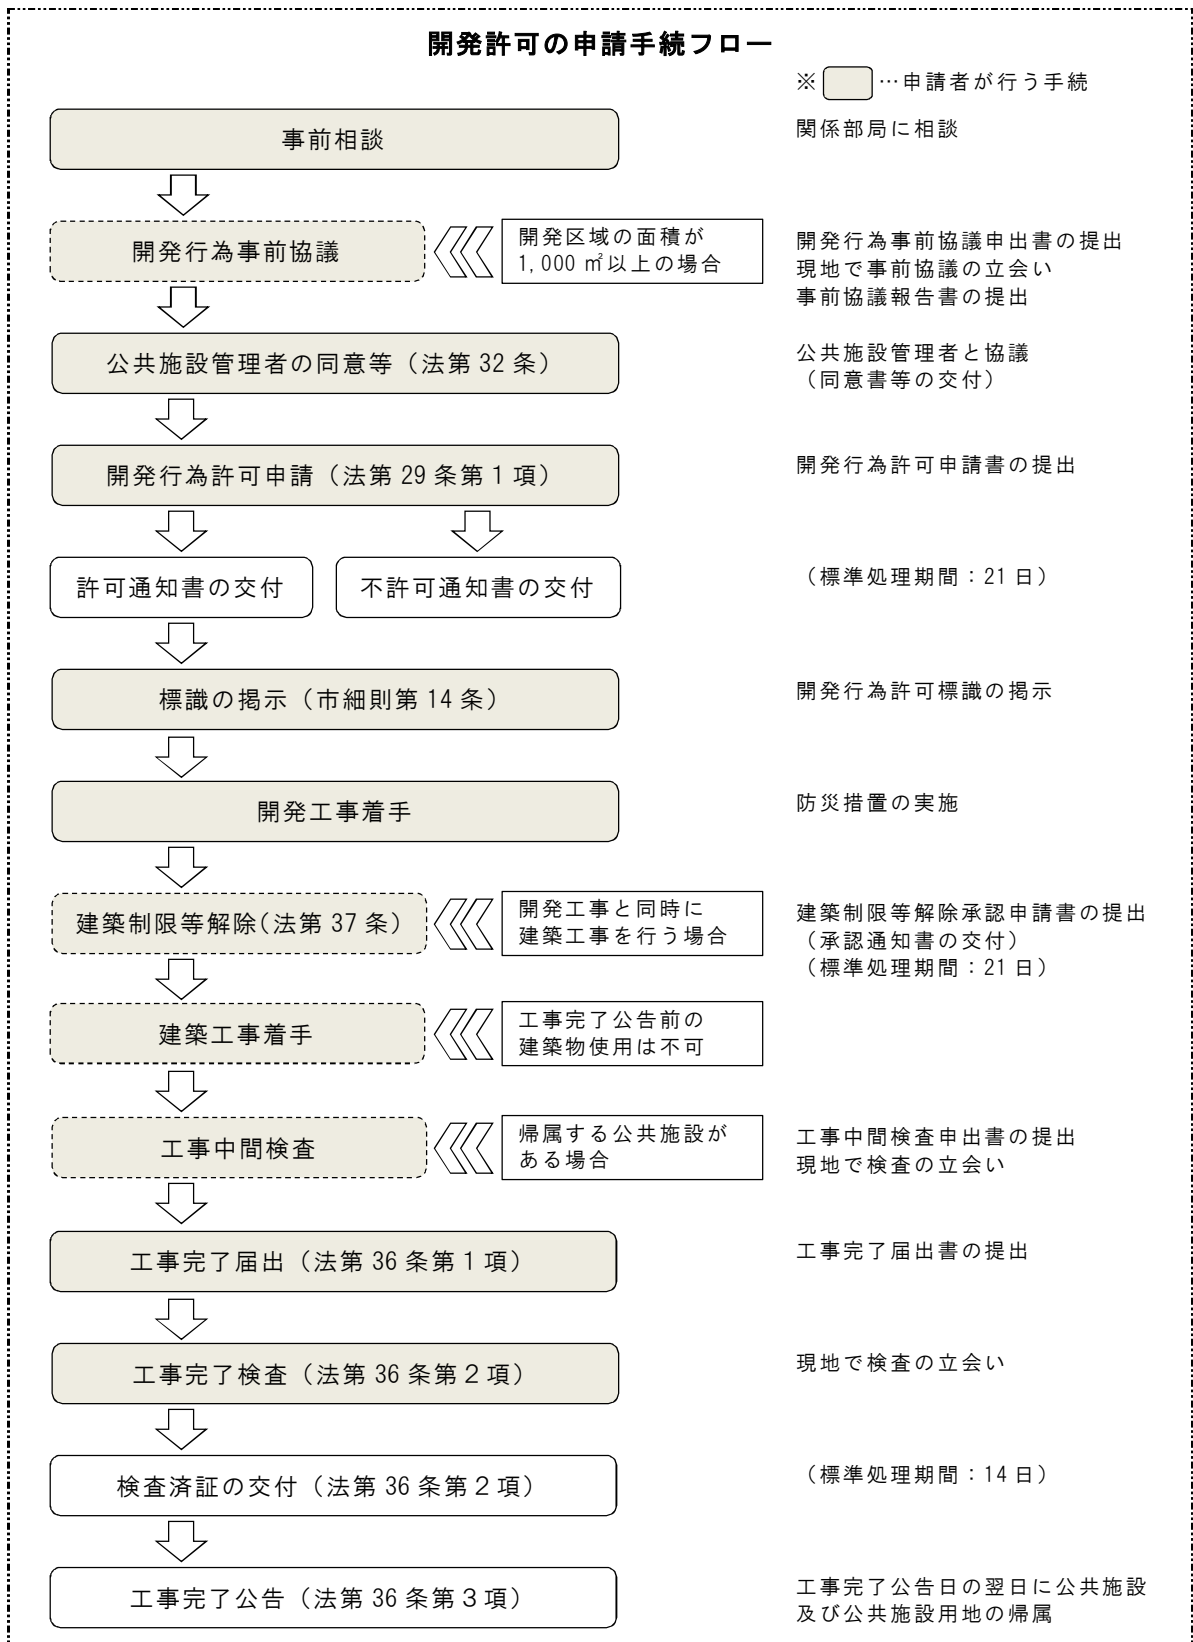 開発許可の申請手続フロー
※ …申請者が行う手続
事前相談
関係部局に相談
開発行為事前協議
開発区域の面積が
1,000㎡以上の場合
開発行為事前協議申出書の提出
現地で事前協議の立会い
事前協議報告書の提出
公共施設管理者の同意等（法第32条）
公共施設管理者と協議
（同意書等の交付）
開発行為許可申請（法第29条第１項）
開発行為許可申請書の提出
許可通知書の交付
不許可通知書の交付
（標準処理期間：21日）
標識の掲示（市細則第14条）
開発行為許可標識の掲示
開発工事着手
防災措置の実施
建築制限等解除(法第37条)
開発工事と同時に
建築工事を行う場合
建築制限等解除承認申請書の提出
（承認通知書の交付）
（標準処理期間：21日）
建築工事着手
工事完了公告前の
建築物使用は不可
工事中間検査
帰属する公共施設が
ある場合
工事中間検査申出書の提出
現地で検査の立会い
工事完了届出（法第36条第１項）
工事完了届出書の提出
工事完了検査（法第36条第２項）
現地で検査の立会い
検査済証の交付（法第36条第２項）
（標準処理期間：14日）
工事完了公告（法第36条第３項）
工事完了公告日の翌日に公共施設
及び公共施設用地の帰属